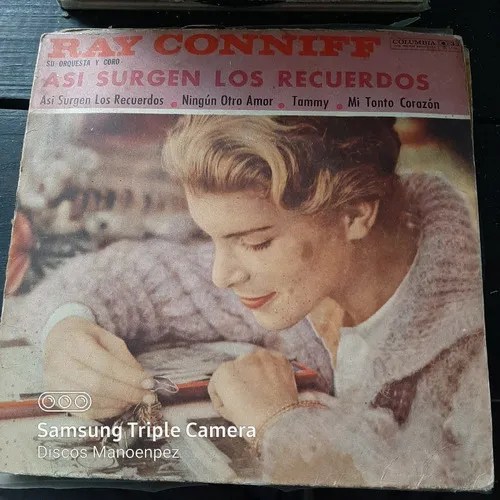 RAY CONNIFF
COLUMBIA
SU ORQUESTA Y CORO
ASI SURGEN LOS RECUERDOS
Así Surgen Los Recuerdos . Ningún Otro Amor . Tammy . Mi Tonto Corazón
Samsung Triple Camera
Discos Manoenpez